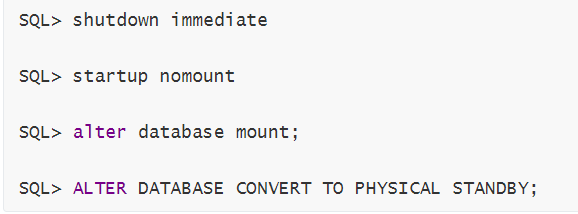 SQL> shutdown immediate
SQL> startup nomount
SQL> alter database mount;
SQL> ALTER DATABASE CONVERT TO PHYSICAL STANDBY;